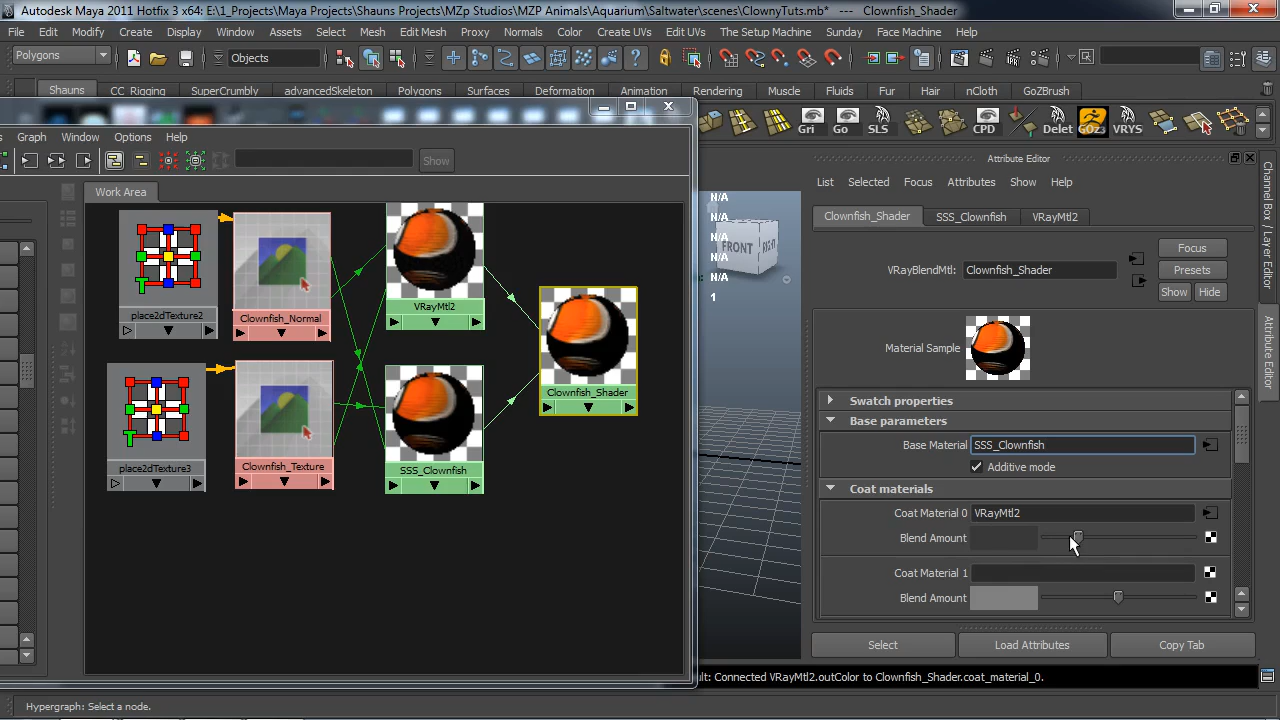 Autodesk Maya 2011 Hotfix 3 x64: E:\1_Projects\Maya Projects\Shauns Projects\MZp Studios\MZP Animals\Aquarium\Saltwater\scenes\ClownyTuts.mb* --- Clownfish_Shader
File Edit Modify Create Display Window Assets Select Mesh Edit Mesh Proxy Normals Color Create UVs Edit UVs The Setup Machine Sunday Face Machine Help
Polygons Objects
Shauns CC_Rigging SuperCrumbly advancedSkeleton Polygons Surfaces Deformation Animation Rendering Muscle Fluids Fur Hair nCloth GoZBrush
Gri Go SLS CPD Delet GOZ3 VRYS
Graph Window Options Help
Show
Work Area
place2dTexture2
Clownfish_Normal
VRayMtl2
Clownfish_Shader
place2dTexture3
Clownfish_Texture
SSS_Clownfish
N/A
N/A
N/A
N/A
N/A
1
FRONT RIGHT
Attribute Editor
List Selected Focus Attributes Show Help
Clownfish_Shader SSS_Clownfish VRayMtl2
VRayBlendMtl: Clownfish_Shader
Focus
Presets
Show Hide
Material Sample
Swatch properties
Base parameters
Base Material SSS_Clownfish
Additive mode
Coat materials
Coat Material 0 VRayMtl2
Blend Amount
Coat Material 1
Blend Amount
Select Load Attributes Copy Tab
Channel Box / Layer Editor
Attribute Editor
ult: Connected VRayMtl2.outColor to Clownfish_Shader.coat_material_0.
Hypergraph: Select a node.